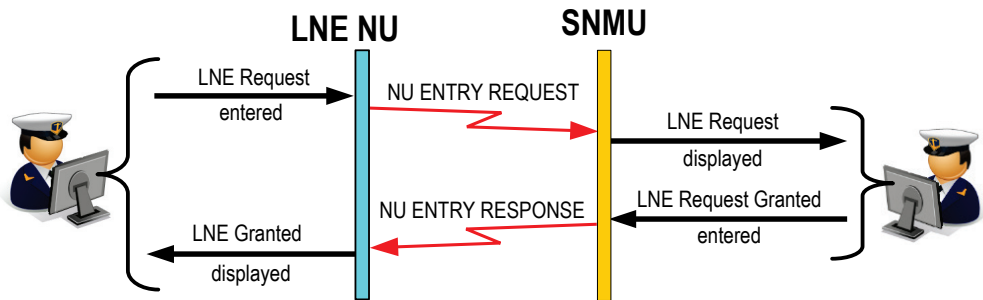 LNE NU
SNMU
LNE Request
entered
NU ENTRY REQUEST
LNE Request
displayed
LNE Request Granted
entered
NU ENTRY RESPONSE
LNE Granted
displayed